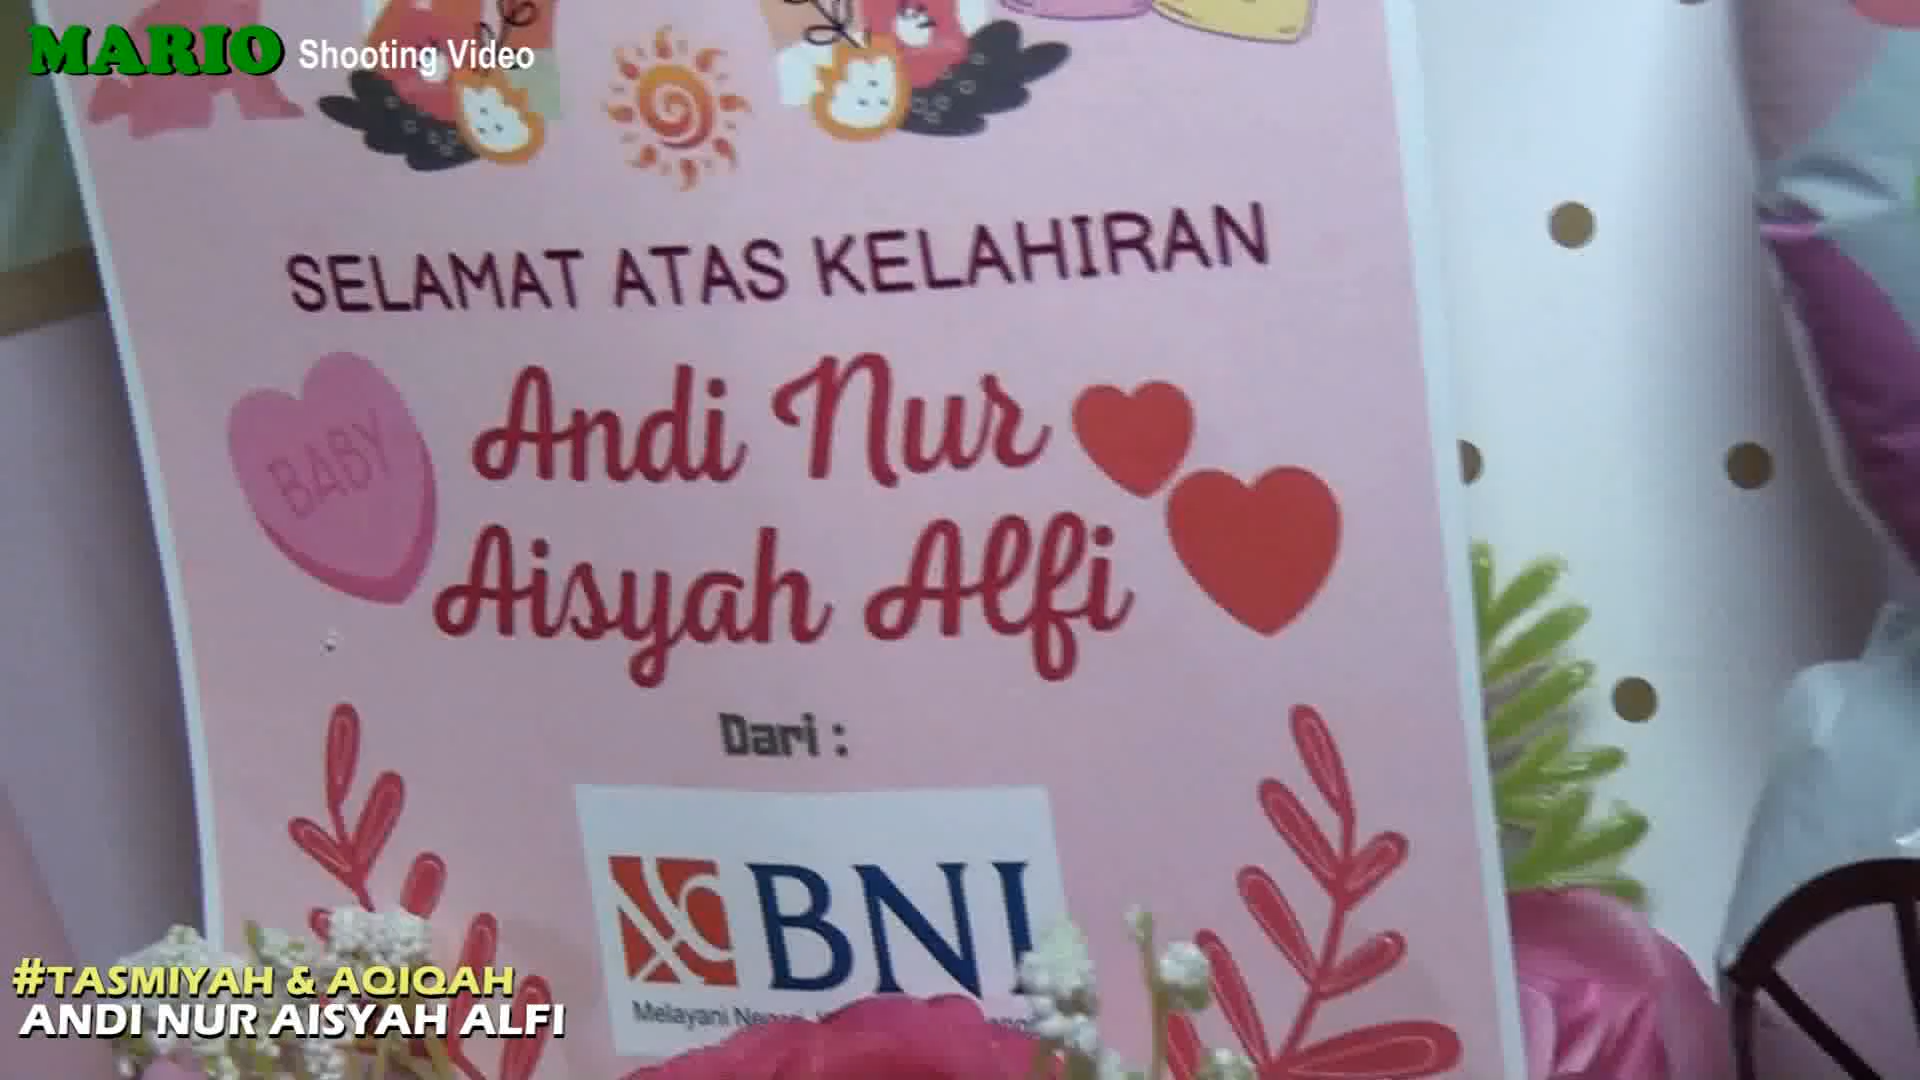 MARIO Shooting Video
SELAMAT ATAS KELAHIRAN
BABY
Andi Nur
Aisyah Alfi
Dari :
BNI
Melayani
#TASMIYAH & AQIQAH
ANDI NUR AISYAH ALFI